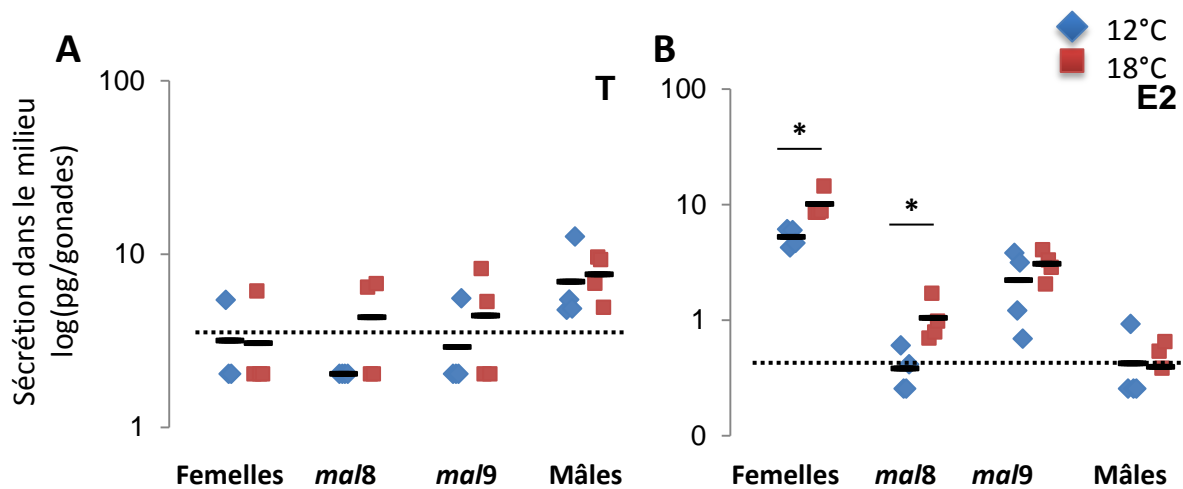 A
B
12°C
18°C
T
E2
Sécrétion dans le milieu
log(pg/gonades)
100
10
1
100
10
1
0
*
*
Femelles mal8 mal9 Mâles
Femelles mal8 mal9 Mâles